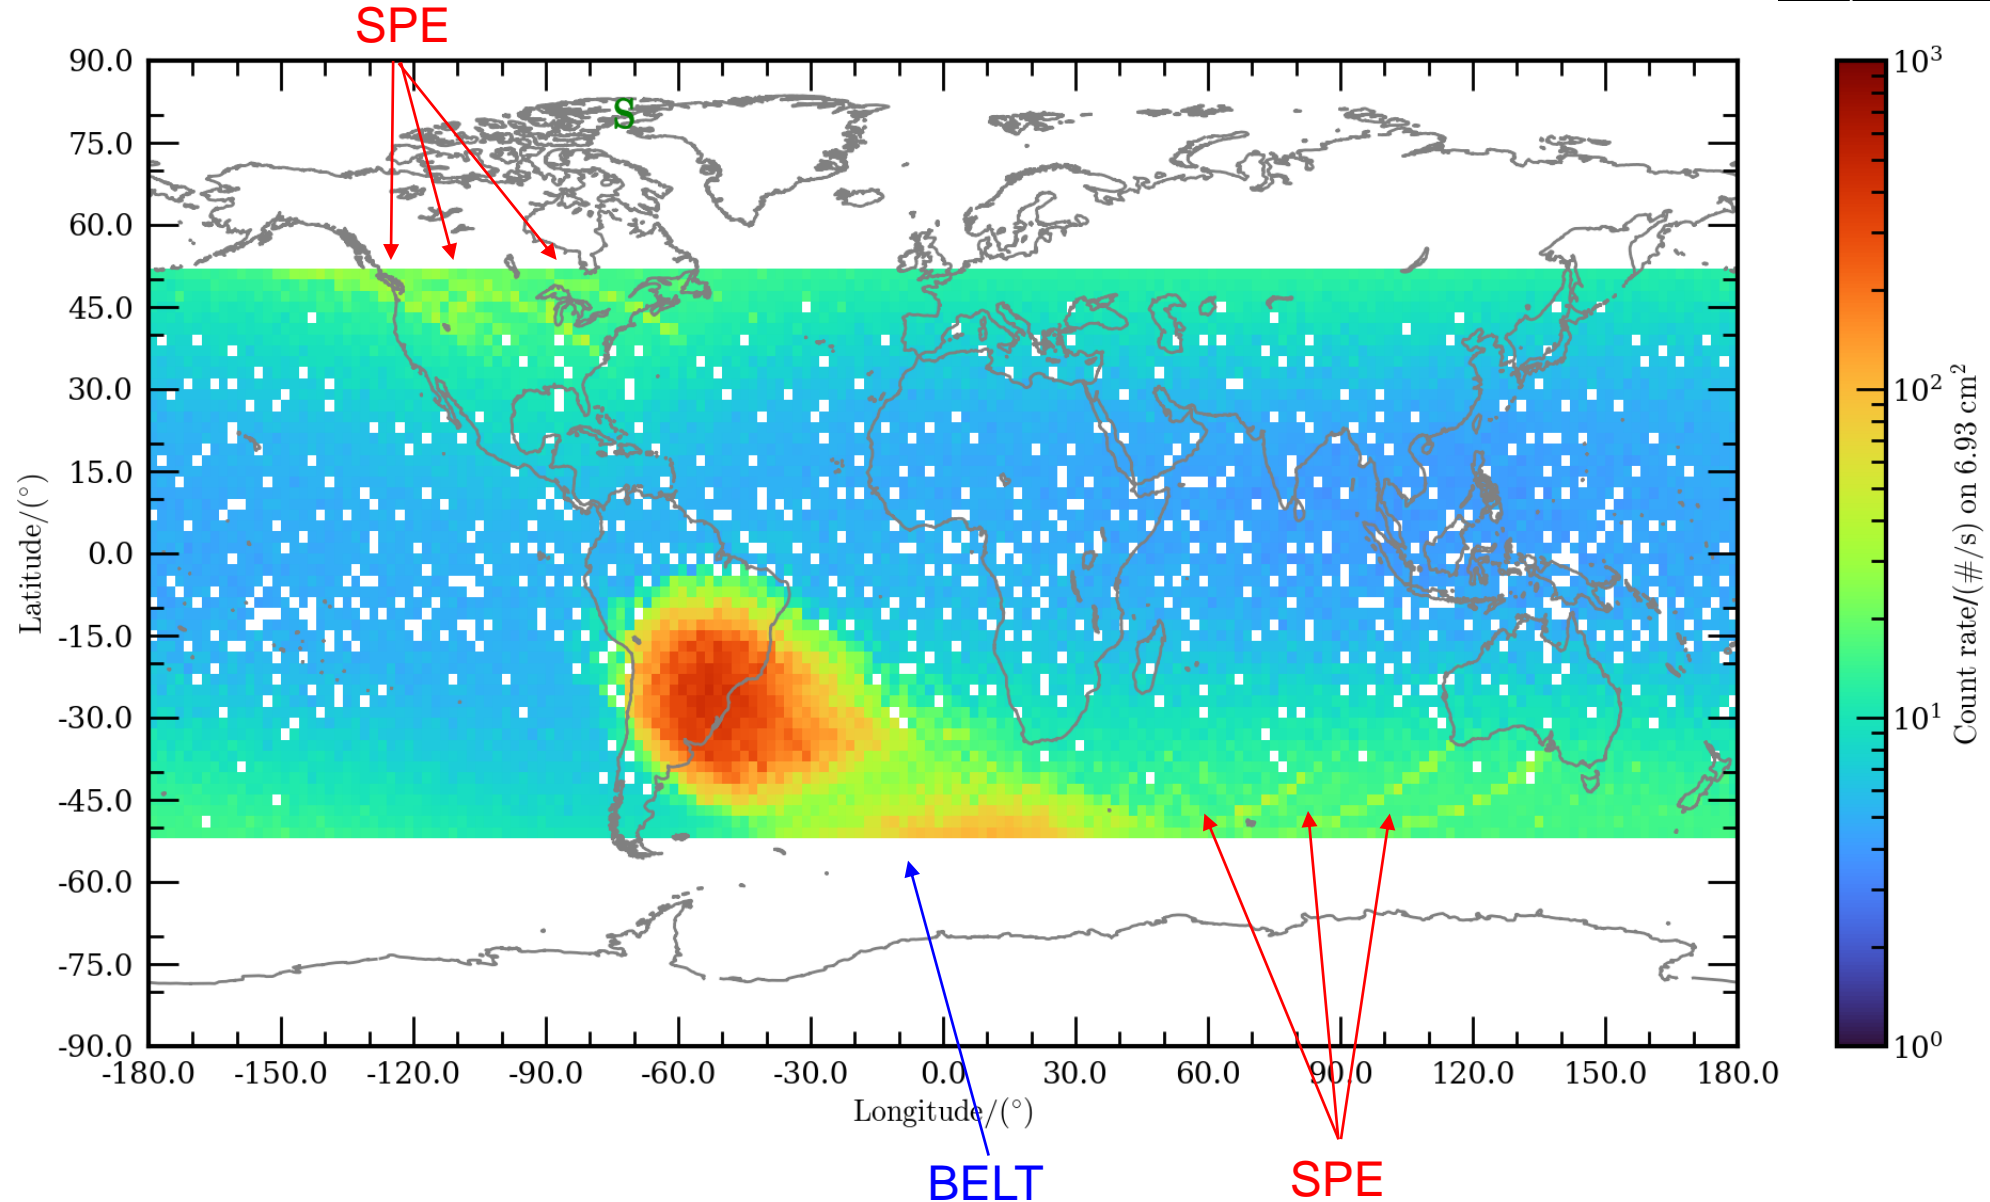 SPE
90.0
75.0
60.0
45.0
30.0
15.0
0.0
-15.0
-30.0
-45.0
-60.0
-75.0
-90.0
Latitude/(°)
S
-180.0 -150.0 -120.0 -90.0 -60.0 -30.0 0.0 30.0 60.0 90.0 120.0 150.0 180.0
Longitude/(°)
BELT
SPE
10³
10²
10¹
10⁰
Count rate/(#/s) on 6.93 cm²